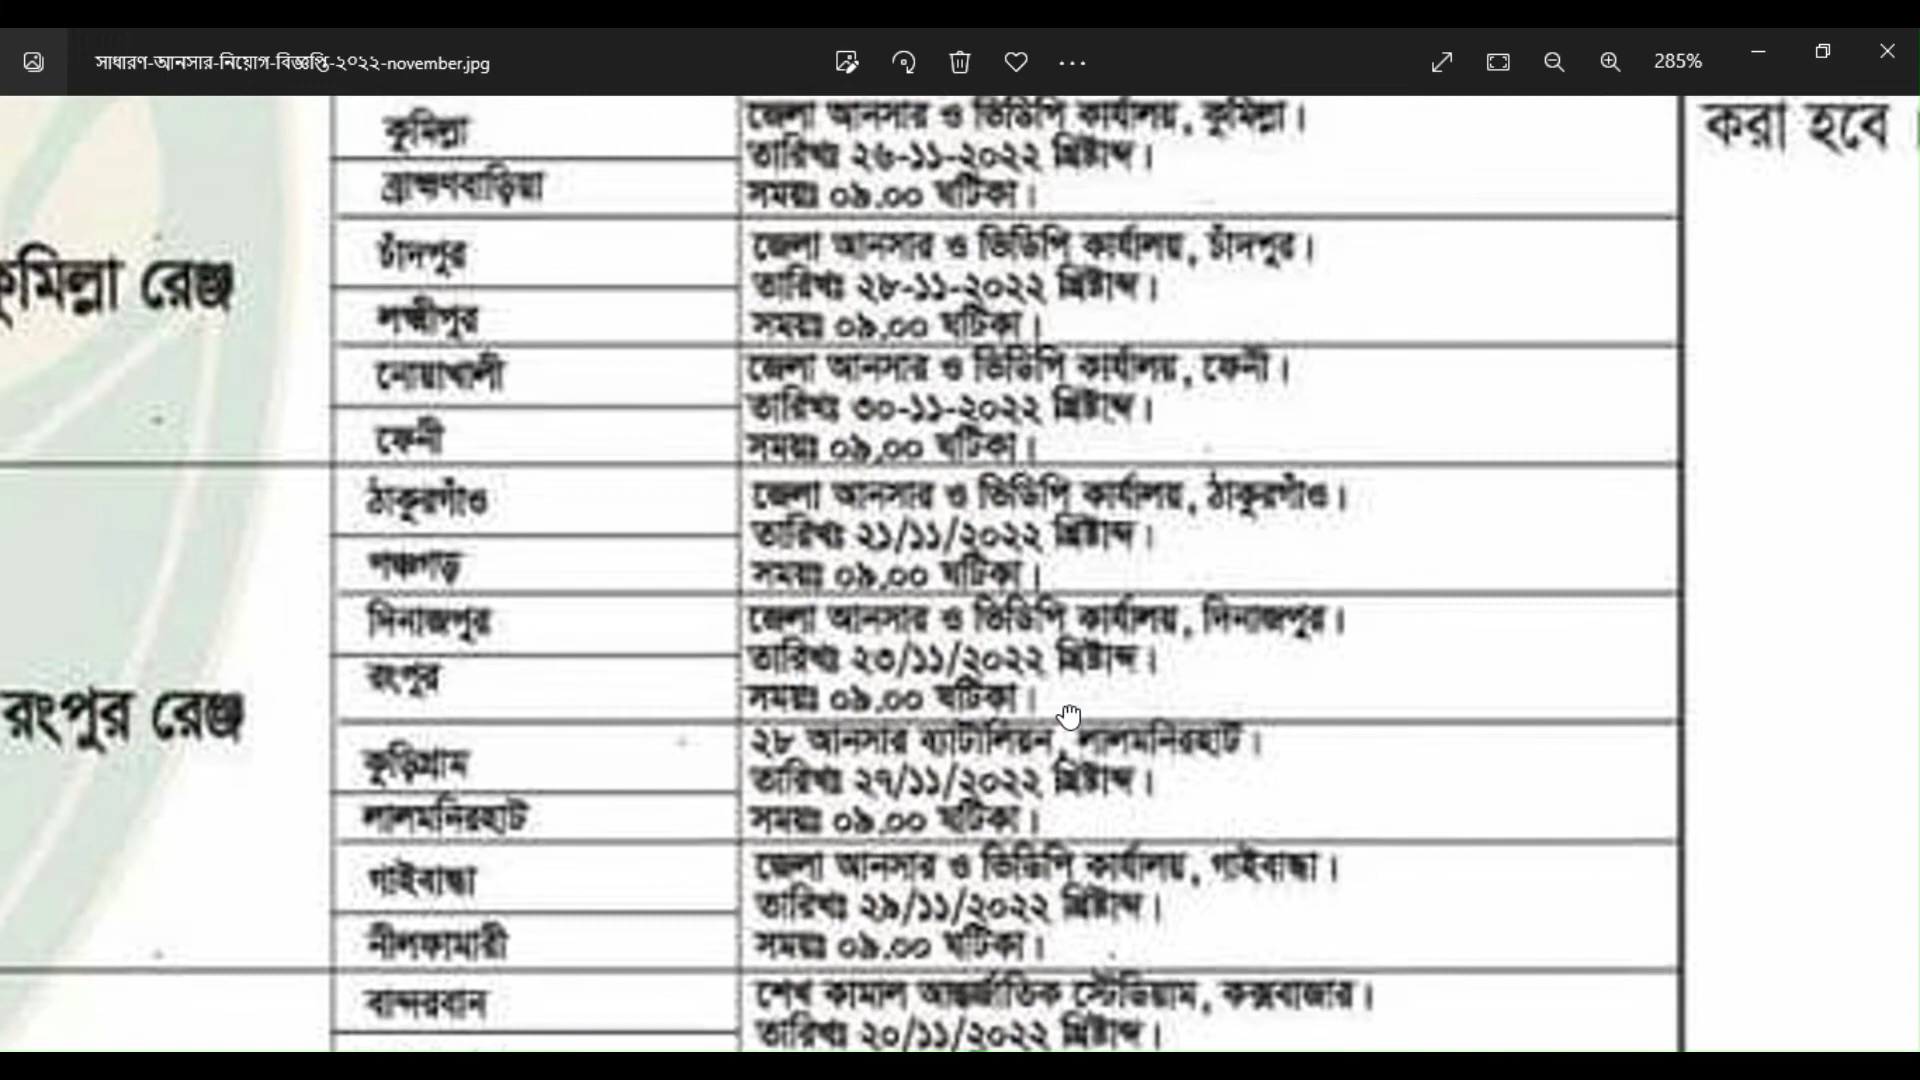 সাধারণ-আনসার-নিয়োগ-বিজ্ঞপ্তি-২০২২-november.jpg
285%
কুমিল্লা
জেলা আনসার ও ভিডিপি কার্যালয়, কুমিল্লা।
তারিখঃ ২৬-১১-২০২২ খ্রিষ্টাব্দ।
সময়ঃ ০৯.০০ ঘটিকা।
ব্রাহ্মণবাড়িয়া
করা হবে।
কুমিল্লা রেঞ্জ
চাঁদপুর
জেলা আনসার ও ভিডিপি কার্যালয়, চাঁদপুর।
তারিখঃ ২৮-১১-২০২২ খ্রিষ্টাব্দ।
সময়ঃ ০৯.০০ ঘটিকা।
লক্ষ্মীপুর
নোয়াখালী
জেলা আনসার ও ভিডিপি কার্যালয়, ফেনী।
তারিখঃ ৩০-১১-২০২২ খ্রিষ্টাব্দ।
সময়ঃ ০৯.০০ ঘটিকা।
ফেনী
রংপুর রেঞ্জ
ঠাকুরগাঁও
জেলা আনসার ও ভিডিপি কার্যালয়, ঠাকুরগাঁও।
তারিখঃ ২১/১১/২০২২ খ্রিষ্টাব্দ।
সময়ঃ ০৯.০০ ঘটিকা।
পঞ্চগড়
দিনাজপুর
জেলা আনসার ও ভিডিপি কার্যালয়, দিনাজপুর।
তারিখঃ ২৩/১১/২০২২ খ্রিষ্টাব্দ।
সময়ঃ ০৯.০০ ঘটিকা।
রংপুর
কুড়িগ্রাম
২৮ আনসার ব্যাটালিয়ন, লালমনিরহাট।
তারিখঃ ২৭/১১/২০২২ খ্রিষ্টাব্দ।
সময়ঃ ০৯.০০ ঘটিকা।
লালমনিরহাট
গাইবান্ধা
জেলা আনসার ও ভিডিপি কার্যালয়, গাইবান্ধা।
তারিখঃ ২৯/১১/২০২২ খ্রিষ্টাব্দ।
সময়ঃ ০৯.০০ ঘটিকা।
নীলফামারী
বান্দরবান
শেখ কামাল আন্তর্জাতিক স্টেডিয়াম, কক্সবাজার।
তারিখঃ ২০/১১/২০২২ খ্রিষ্টাব্দ।